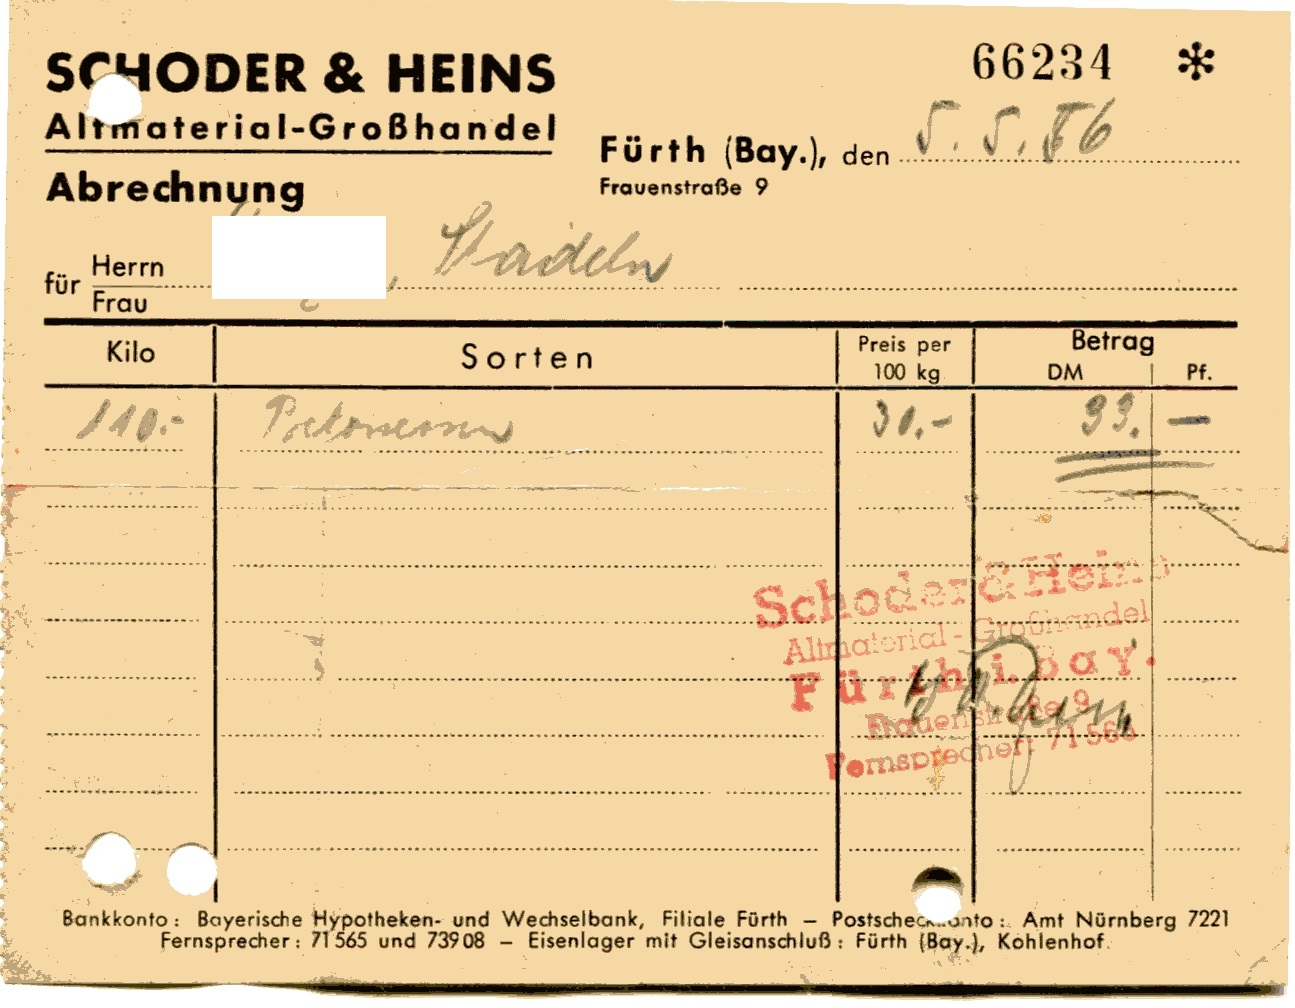 SCHODER & HEINS
66234 *
Altmaterial-Großhandel
Fürth (Bay.), den 5. 5. 56
Frauenstraße 9
Abrechnung
für Herrn Frau , Stadeln
Kilo Sorten Preis per 100 kg Betrag DM Pf.
110.- 30.- 33. —
Schoder & Heins
Altmaterial-Großhandel
Fürth i. Bay.
Frauenstraße 9
Fernsprecher: 71565
Bankkonto: Bayerische Hypotheken- und Wechselbank, Filiale Fürth — Postscheckkonto: Amt Nürnberg 7221
Fernsprecher: 71565 und 73908 — Eisenlager mit Gleisanschluß: Fürth (Bay.), Kohlenhof.